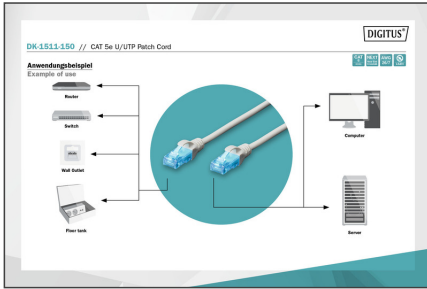 DIGITUS®
DK-1511-150 // CAT 5e U/UTP Patch Cord
Anwendungsbeispiel
Example of use
Router
Switch
Wall Outlet
Floor tank
Computer
Server